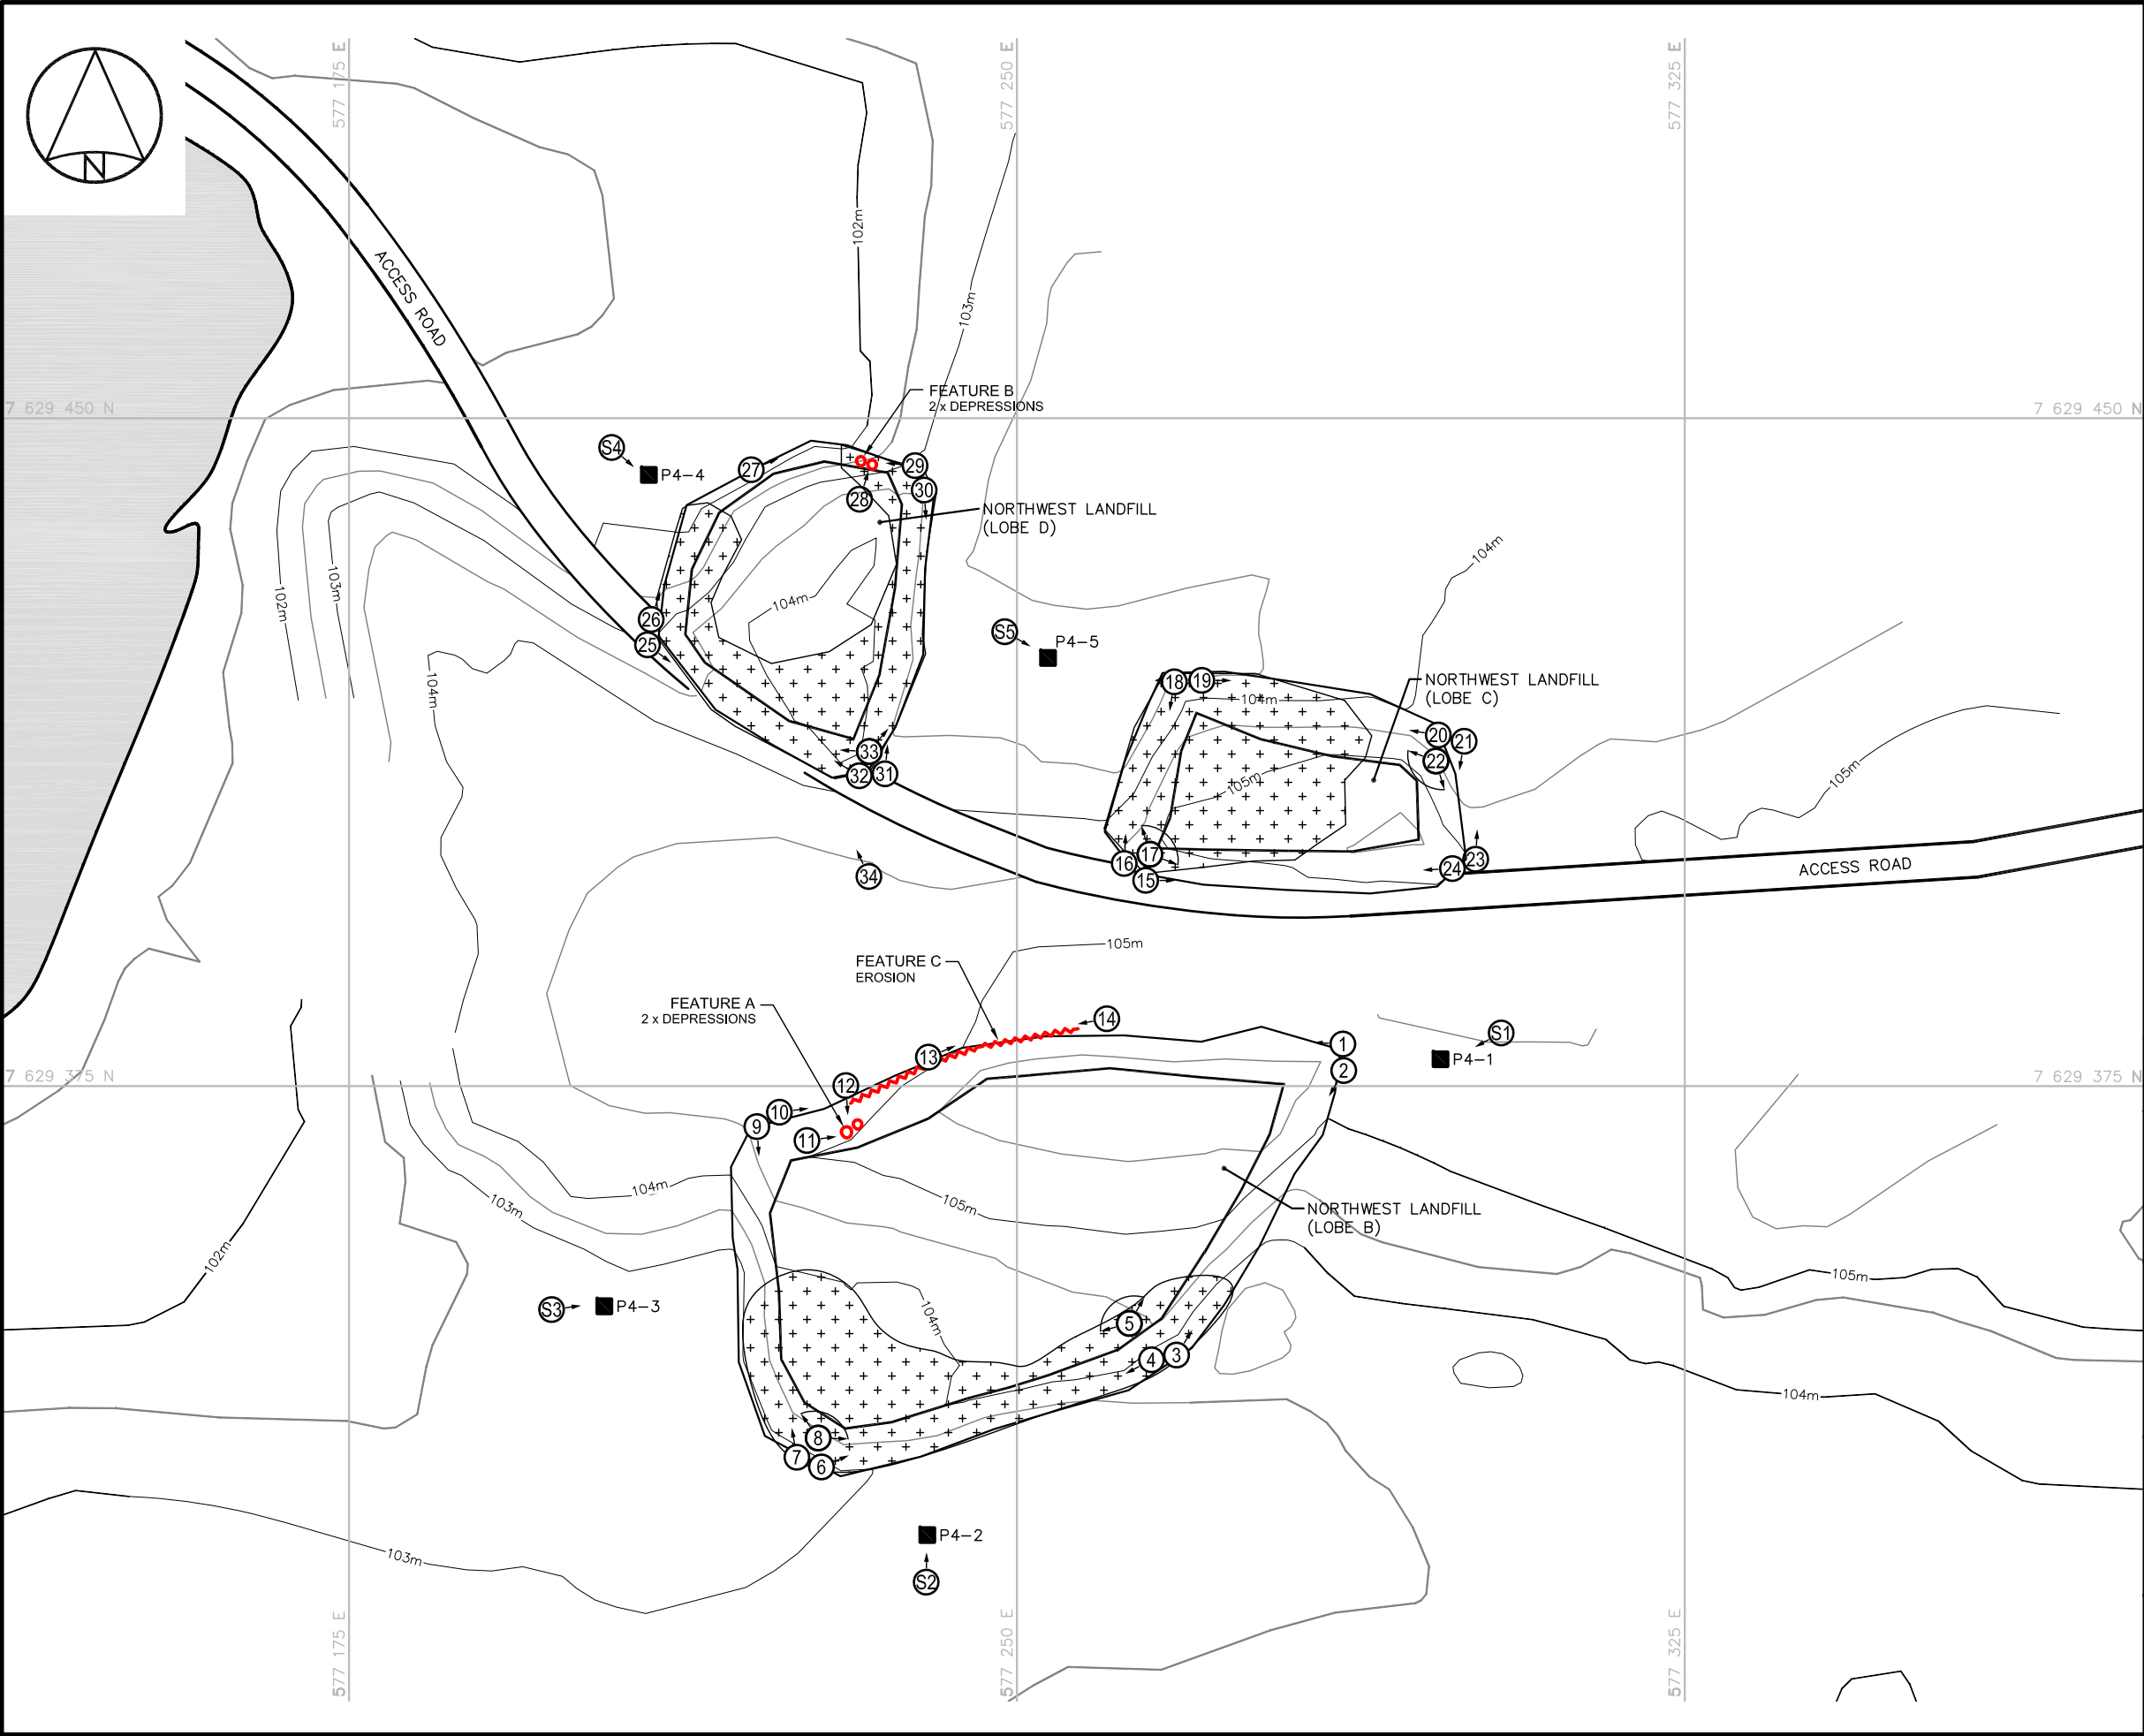 N
577 175 E
577 250 E
577 325 E
ACCESS ROAD
102m
103m
7 629 450 N
7 629 450 N
FEATURE B
2 x DEPRESSIONS
S4
P4-4
27
29
28
30
NORTHWEST LANDFILL
(LOBE D)
104m
102m
103m
104m
26
25
S5
P4-5
104m
18
19
104m
NORTHWEST LANDFILL
(LOBE C)
20
21
22
105m
105m
33
32
31
16
17
15
23
24
34
ACCESS ROAD
105m
FEATURE C
EROSION
FEATURE A
2 x DEPRESSIONS
14
13
1
2
S1
P4-1
7 629 375 N
7 629 375 N
12
10
9
11
104m
103m
104m
105m
NORTHWEST LANDFILL
(LOBE B)
102m
105m
S3
P4-3
104m
5
4
3
104m
8
7
6
103m
P4-2
S2
577 175 E
577 250 E
577 325 E